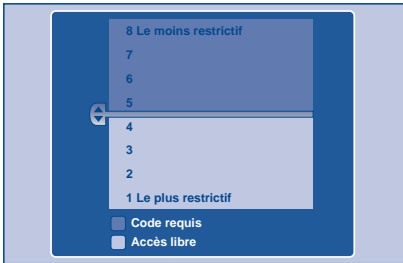 8 Le moins restrictif
7
6
5
4
3
2
1 Le plus restrictif
Code requis
Accès libre